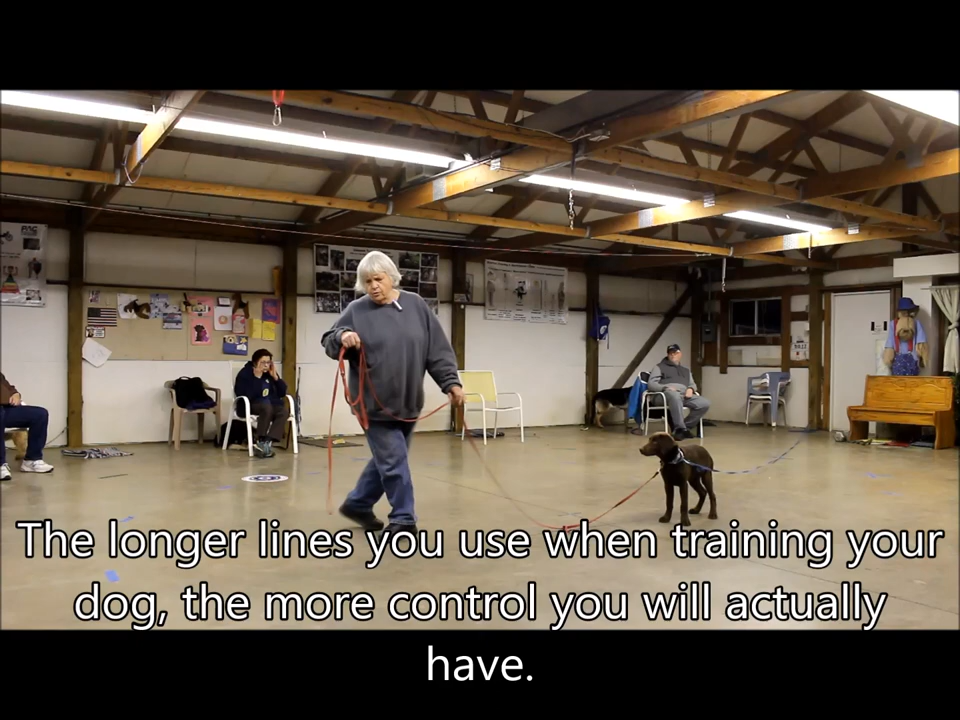 The longer lines you use when training your
dog, the more control you will actually
have.